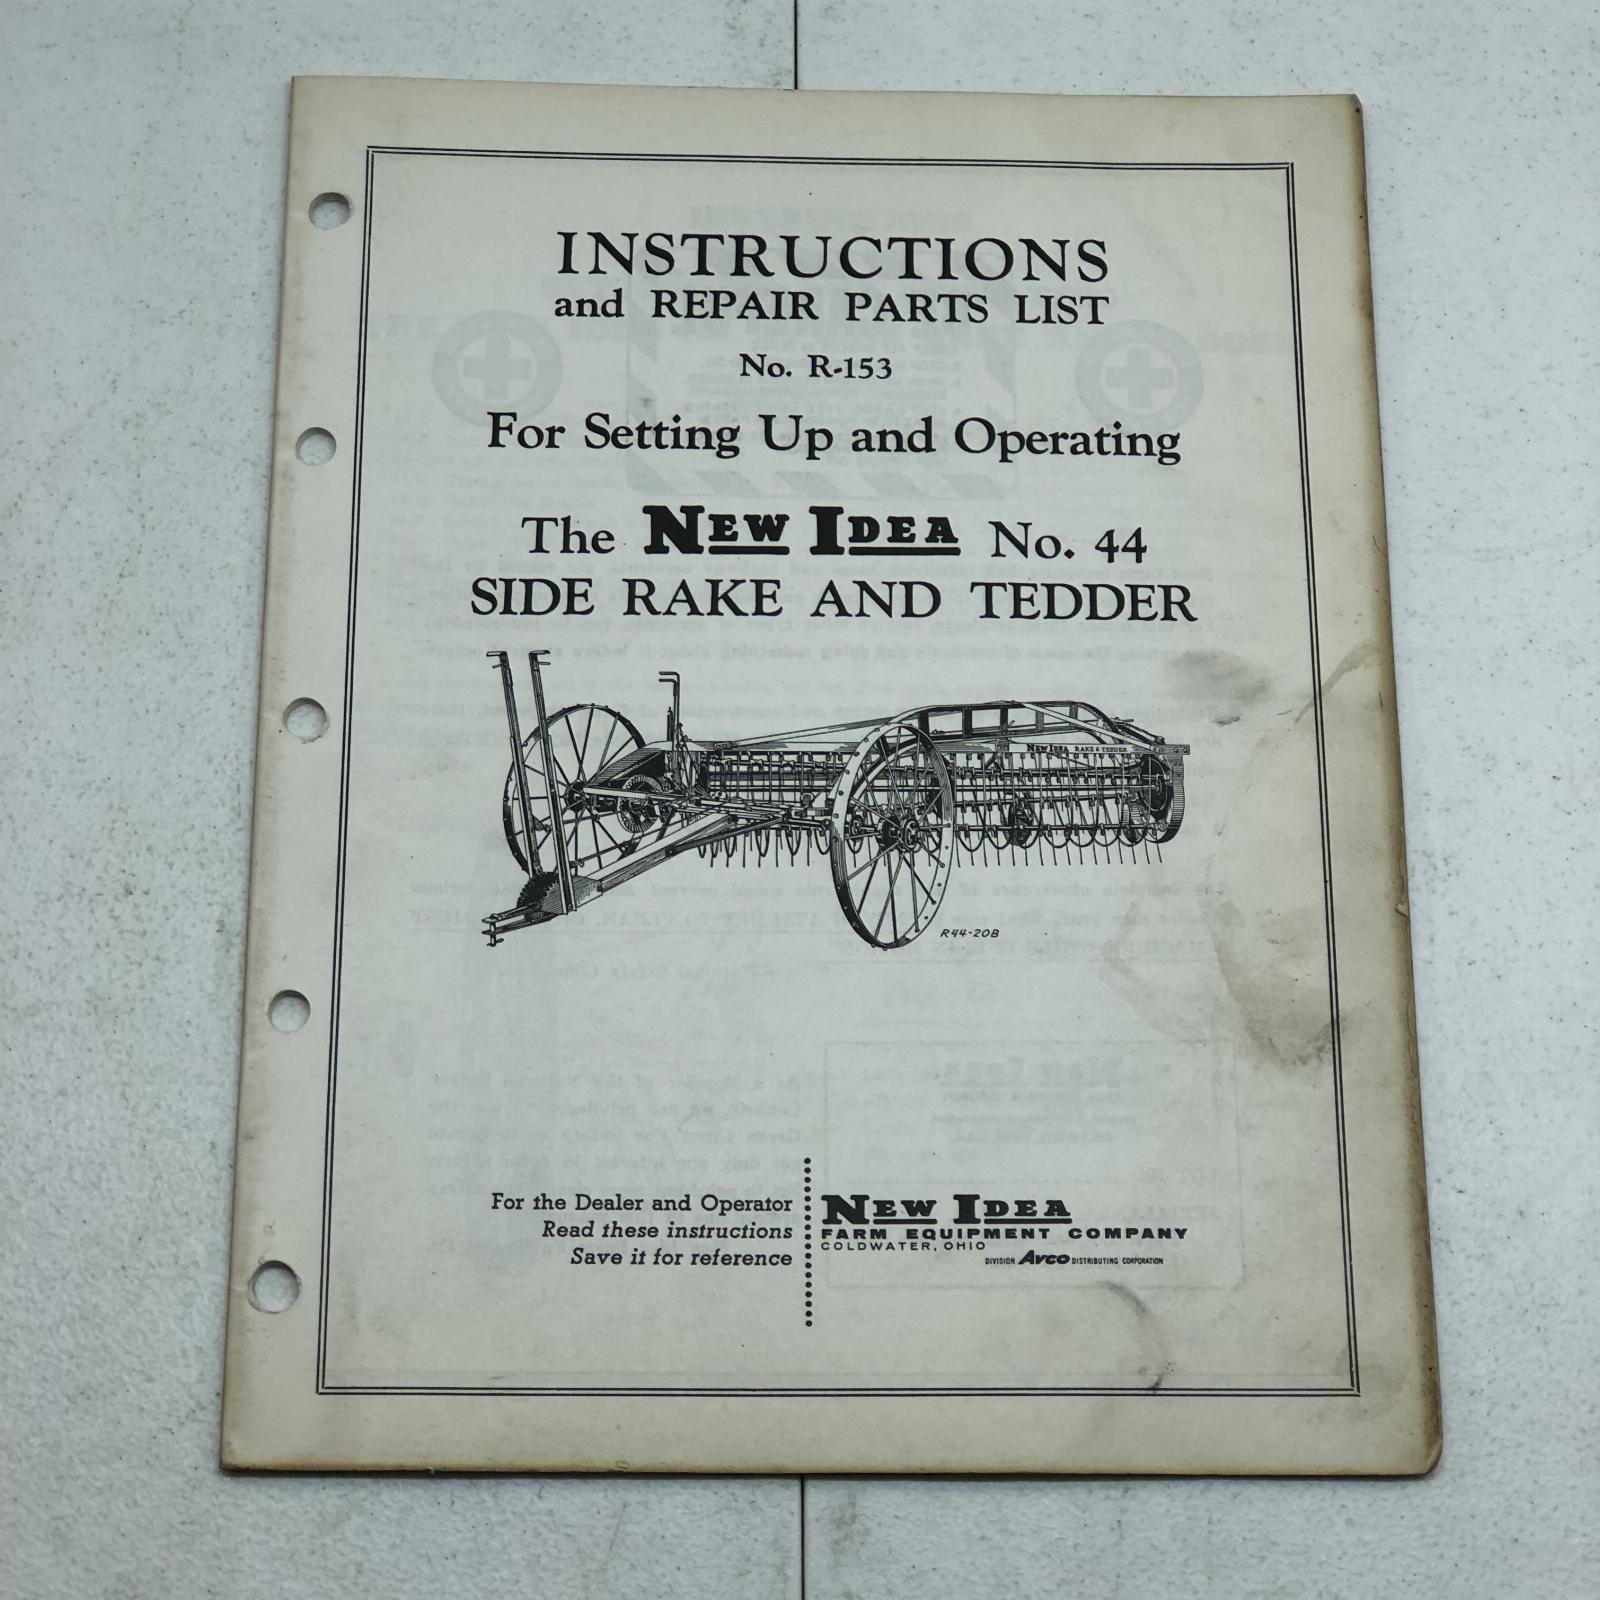 INSTRUCTIONS
and REPAIR PARTS LIST
No. R-153
For Setting Up and Operating
The NEW IDEA No. 44
SIDE RAKE AND TEDDER
NEW IDEA RAKE & TEDDER
R44-20B
For the Dealer and Operator
Read these instructions
Save it for reference
NEW IDEA
FARM EQUIPMENT COMPANY
COLDWATER, OHIO
DIVISION AVCO DISTRIBUTING CORPORATION